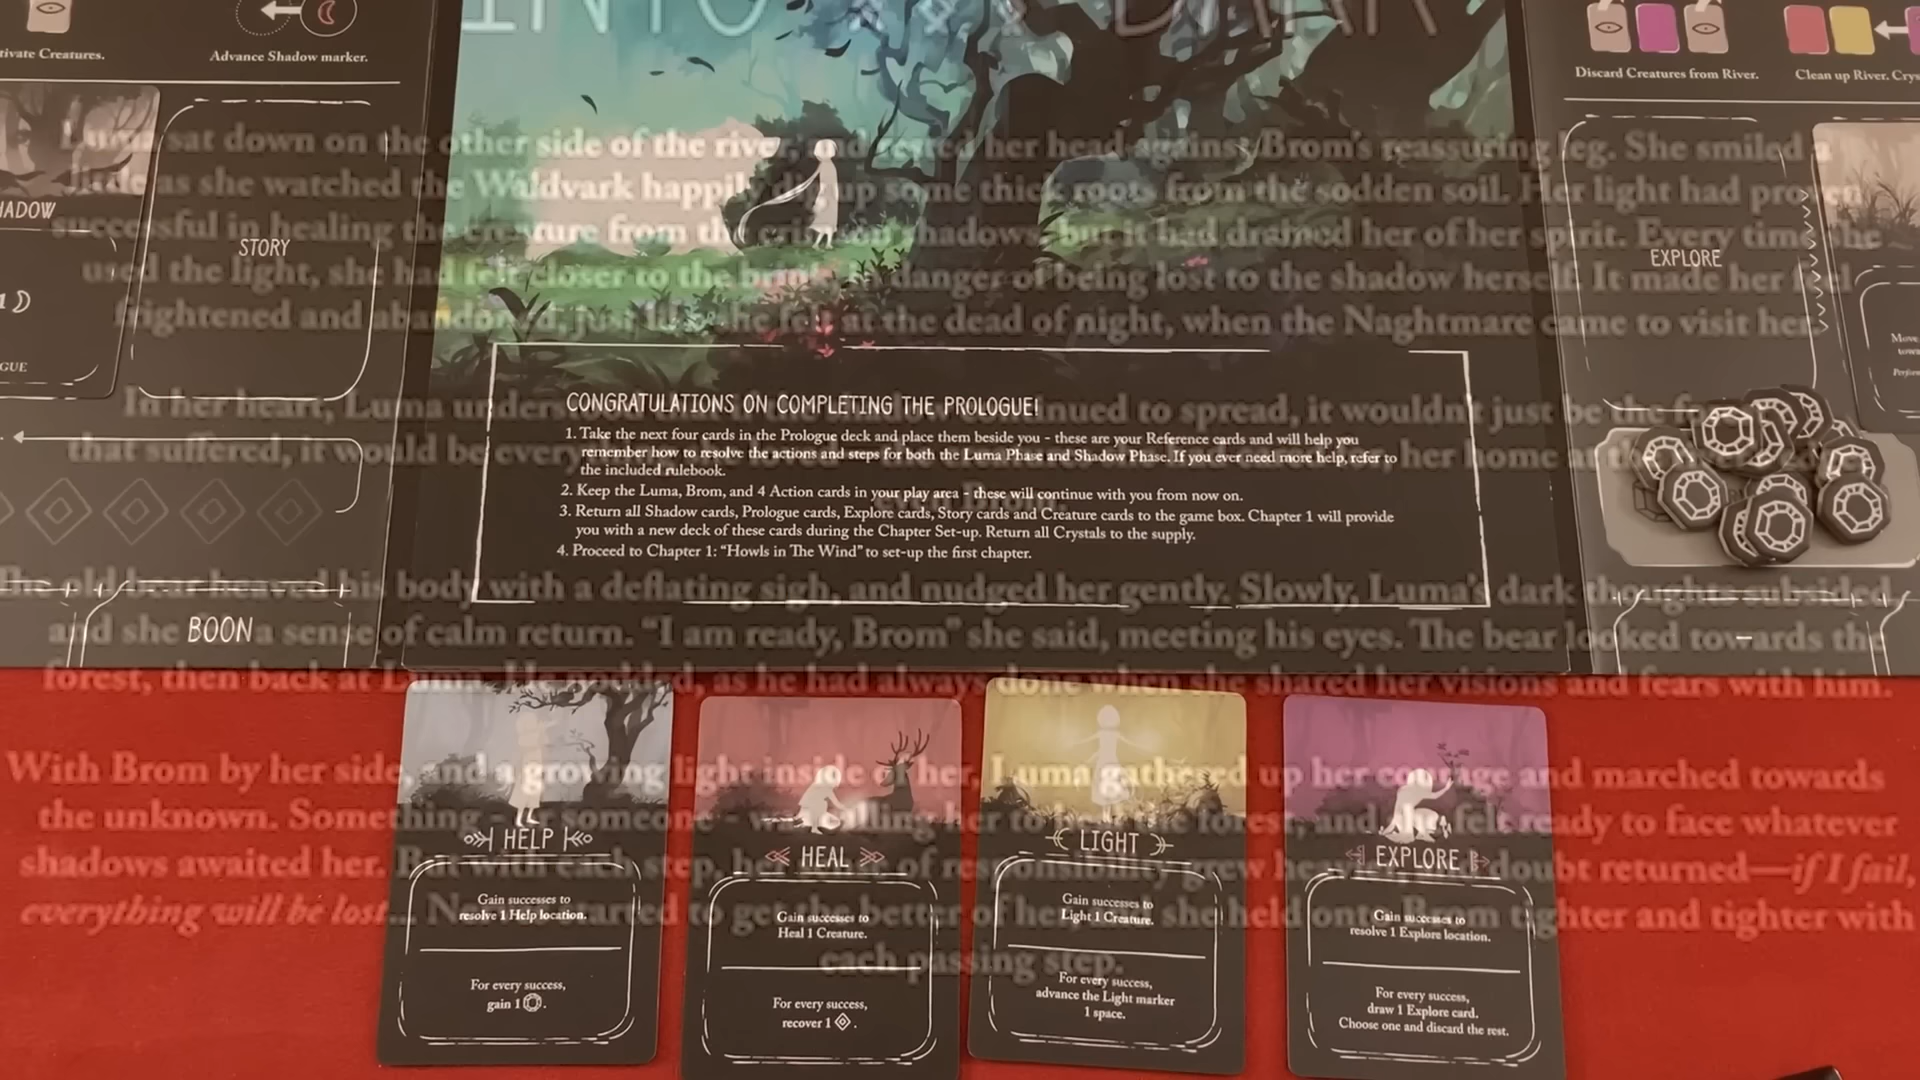 INTO DARK
Activate Creatures.
Advance Shadow marker.
Discard Creatures from River.
Clean up River.
SHADOW
STORY
EXPLORE
BOON
Luma sat down on the other side of the river, and rested her head against Brom's reassuring leg. She smiled a
little as she watched the Waldvark happily dig up some thick roots from the sodden soil. Her light had proven
successful in healing the creature from the shadows, but it had drained her of her spirit. Every time she
used the light, she had felt closer to the brink, in danger of being lost to the shadow herself. It made her feel
frightened and abandoned, just like she felt at the dead of night, when the Naghtmare came to visit her.
In her heart, Luma continued to spread, it wouldn't just be the
that suffered, it would be every her home
CONGRATULATIONS ON COMPLETING THE PROLOGUE!
1. Take the next four cards in the Prologue deck and place them beside you - these are your Reference cards and will help you
remember how to resolve the actions and steps for both the Luma Phase and Shadow Phase. If you ever need more help, refer to
the included rulebook.
2. Keep the Luma, Brom, and 4 Action cards in your play area - these will continue with you from now on.
3. Return all Shadow cards, Prologue cards, Explore cards, Story cards and Creature cards to the game box. Chapter 1 will provide
you with a new deck of these cards during the Chapter Set-up. Return all Crystals to the supply.
4. Proceed to Chapter 1: "Howls in The Wind" to set-up the first chapter.
The old bear heaved his body with a deflating sigh, and nudged her gently. Slowly, Luma's dark thoughts subsided,
and she a sense of calm return. "I am ready, Brom" she said, meeting his eyes. The bear looked towards the
forest, then back at Luma. He nodded, as he had always done when she shared her visions and fears with him.
With Brom by her side, and a growing light inside of her, Luma gathered up her courage and marched towards
the unknown. Something - or someone - was calling her to the forest, and she felt ready to face whatever
shadows awaited her. But with each step, her of responsibility grew doubt returned—if I fail,
everything will be lost... to get the better of her she held onto Brom tighter and tighter with
each passing step.
HELP
Gain successes to
resolve 1 Help location.
For every success,
gain 1
HEAL
Gain successes to
Heal 1 Creature.
For every success,
recover 1
LIGHT
Gain successes to
Light 1 Creature.
For every success,
advance the Light marker
1 space.
EXPLORE
Gain successes to
resolve 1 Explore location.
For every success,
draw 1 Explore card.
Choose one and discard the rest.